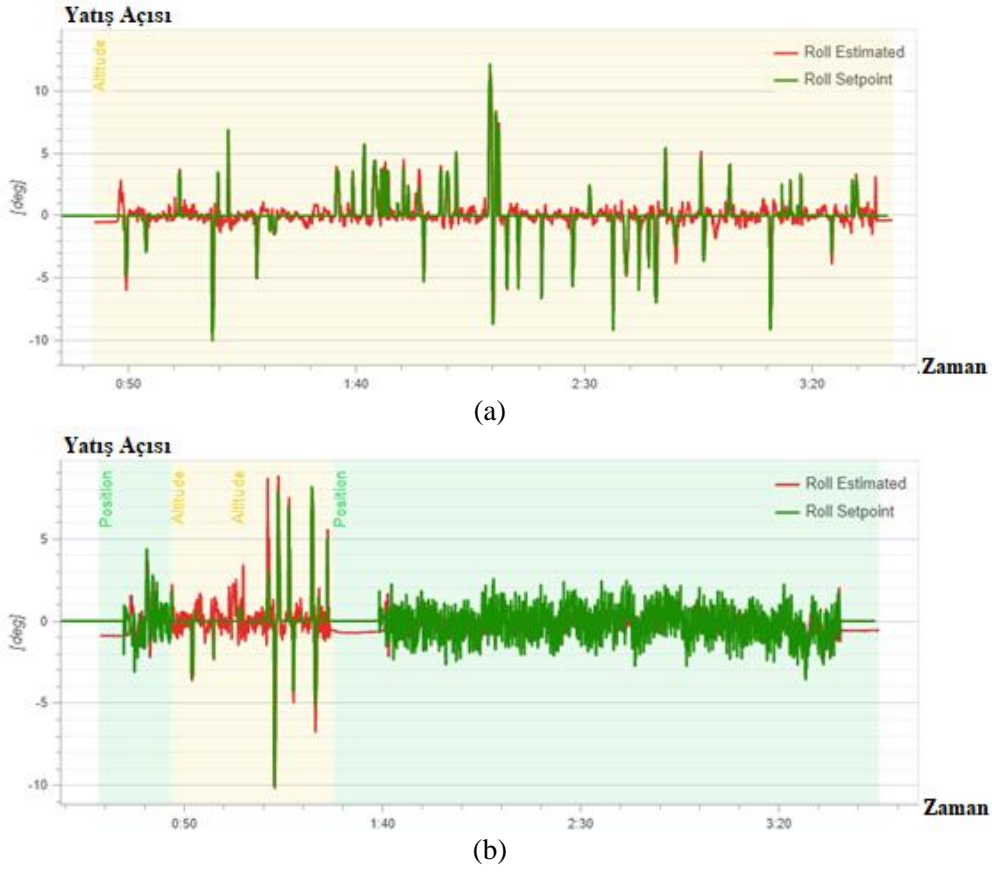 Yatış Açısı
Altitude
Roll Estimated
Roll Setpoint
10
5
0
-5
-10
[deg]
0:50
1:40
2:30
3:20
Zaman
(a)
Yatış Açısı
Position
Altitude
Altitude
Position
Roll Estimated
Roll Setpoint
5
0
-5
-10
[deg]
0:50
1:40
2:30
3:20
Zaman
(b)